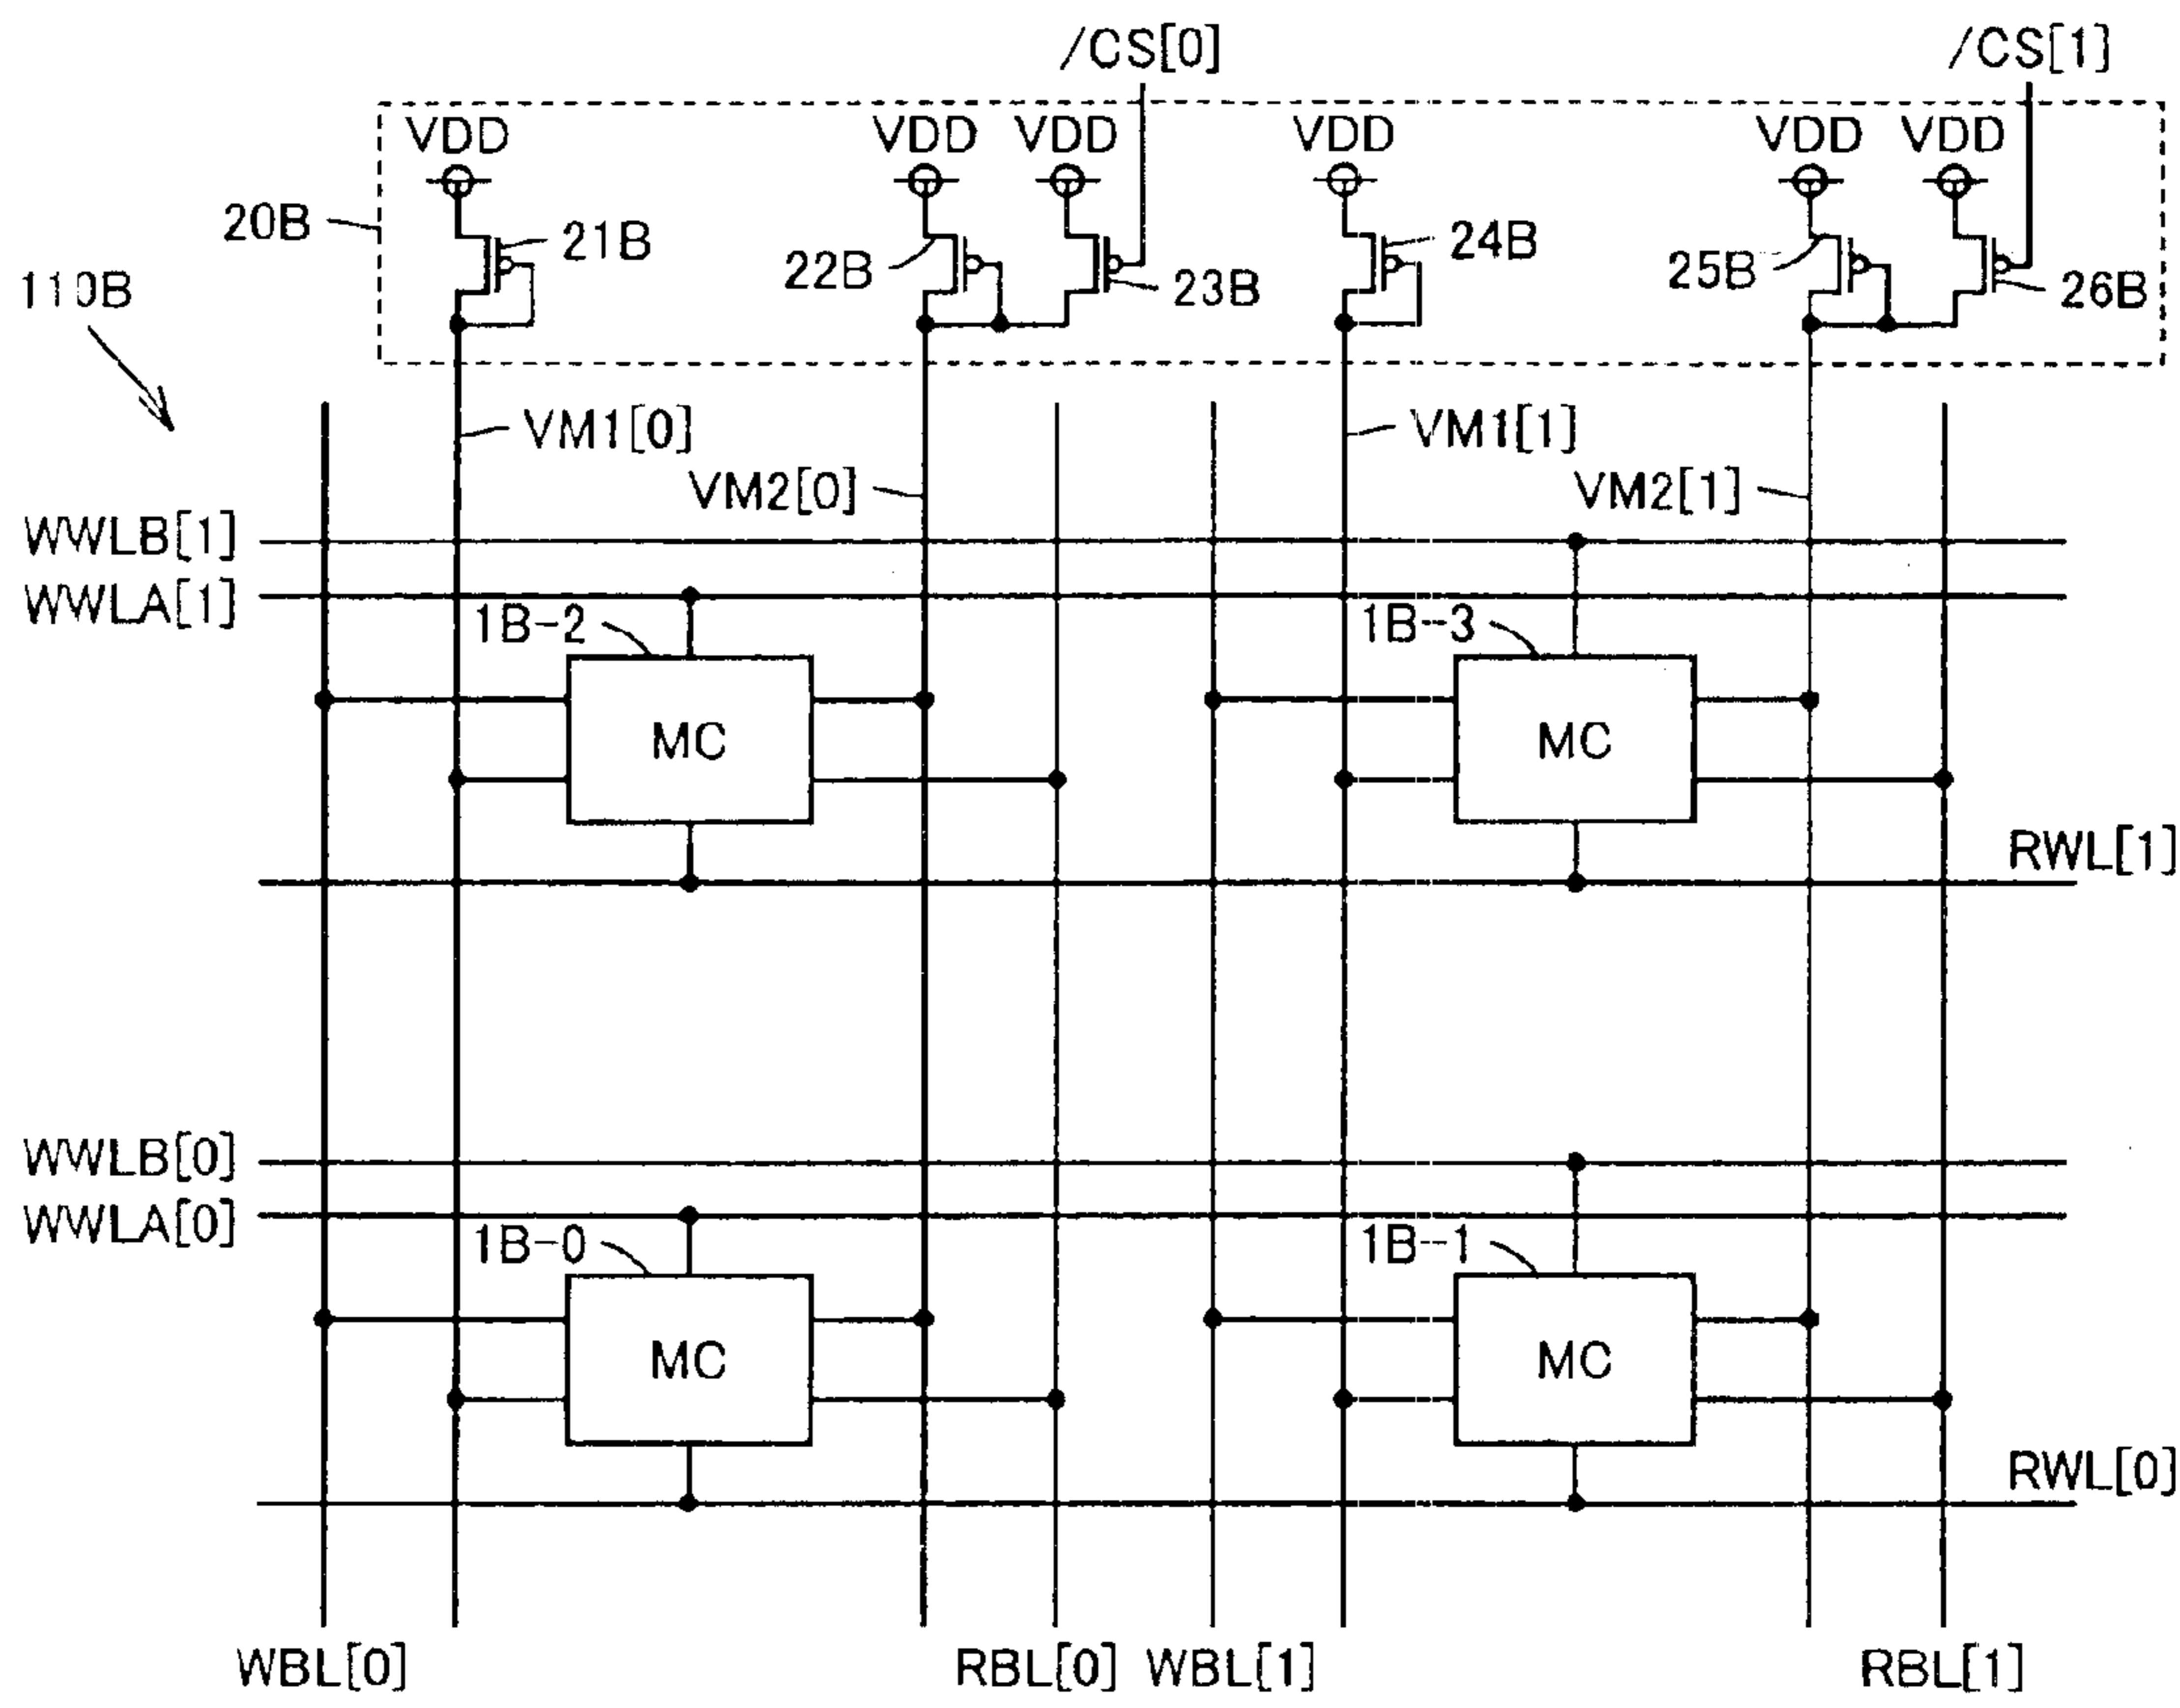 /CS[0] /CS[1]
VDD VDD VDD VDD VDD VDD
20B 21B 22B 23B 24B 25B 26B
110B
VM1[0] VM1[1]
VM2[0] VM2[1]
WWLB[1]
WWLA[1]
1B-2 1B-3
MC MC
RWL[1]
WWLB[0]
WWLA[0]
1B-0 1B-1
MC MC
RWL[0]
WBL[0] RBL[0] WBL[1] RBL[1]